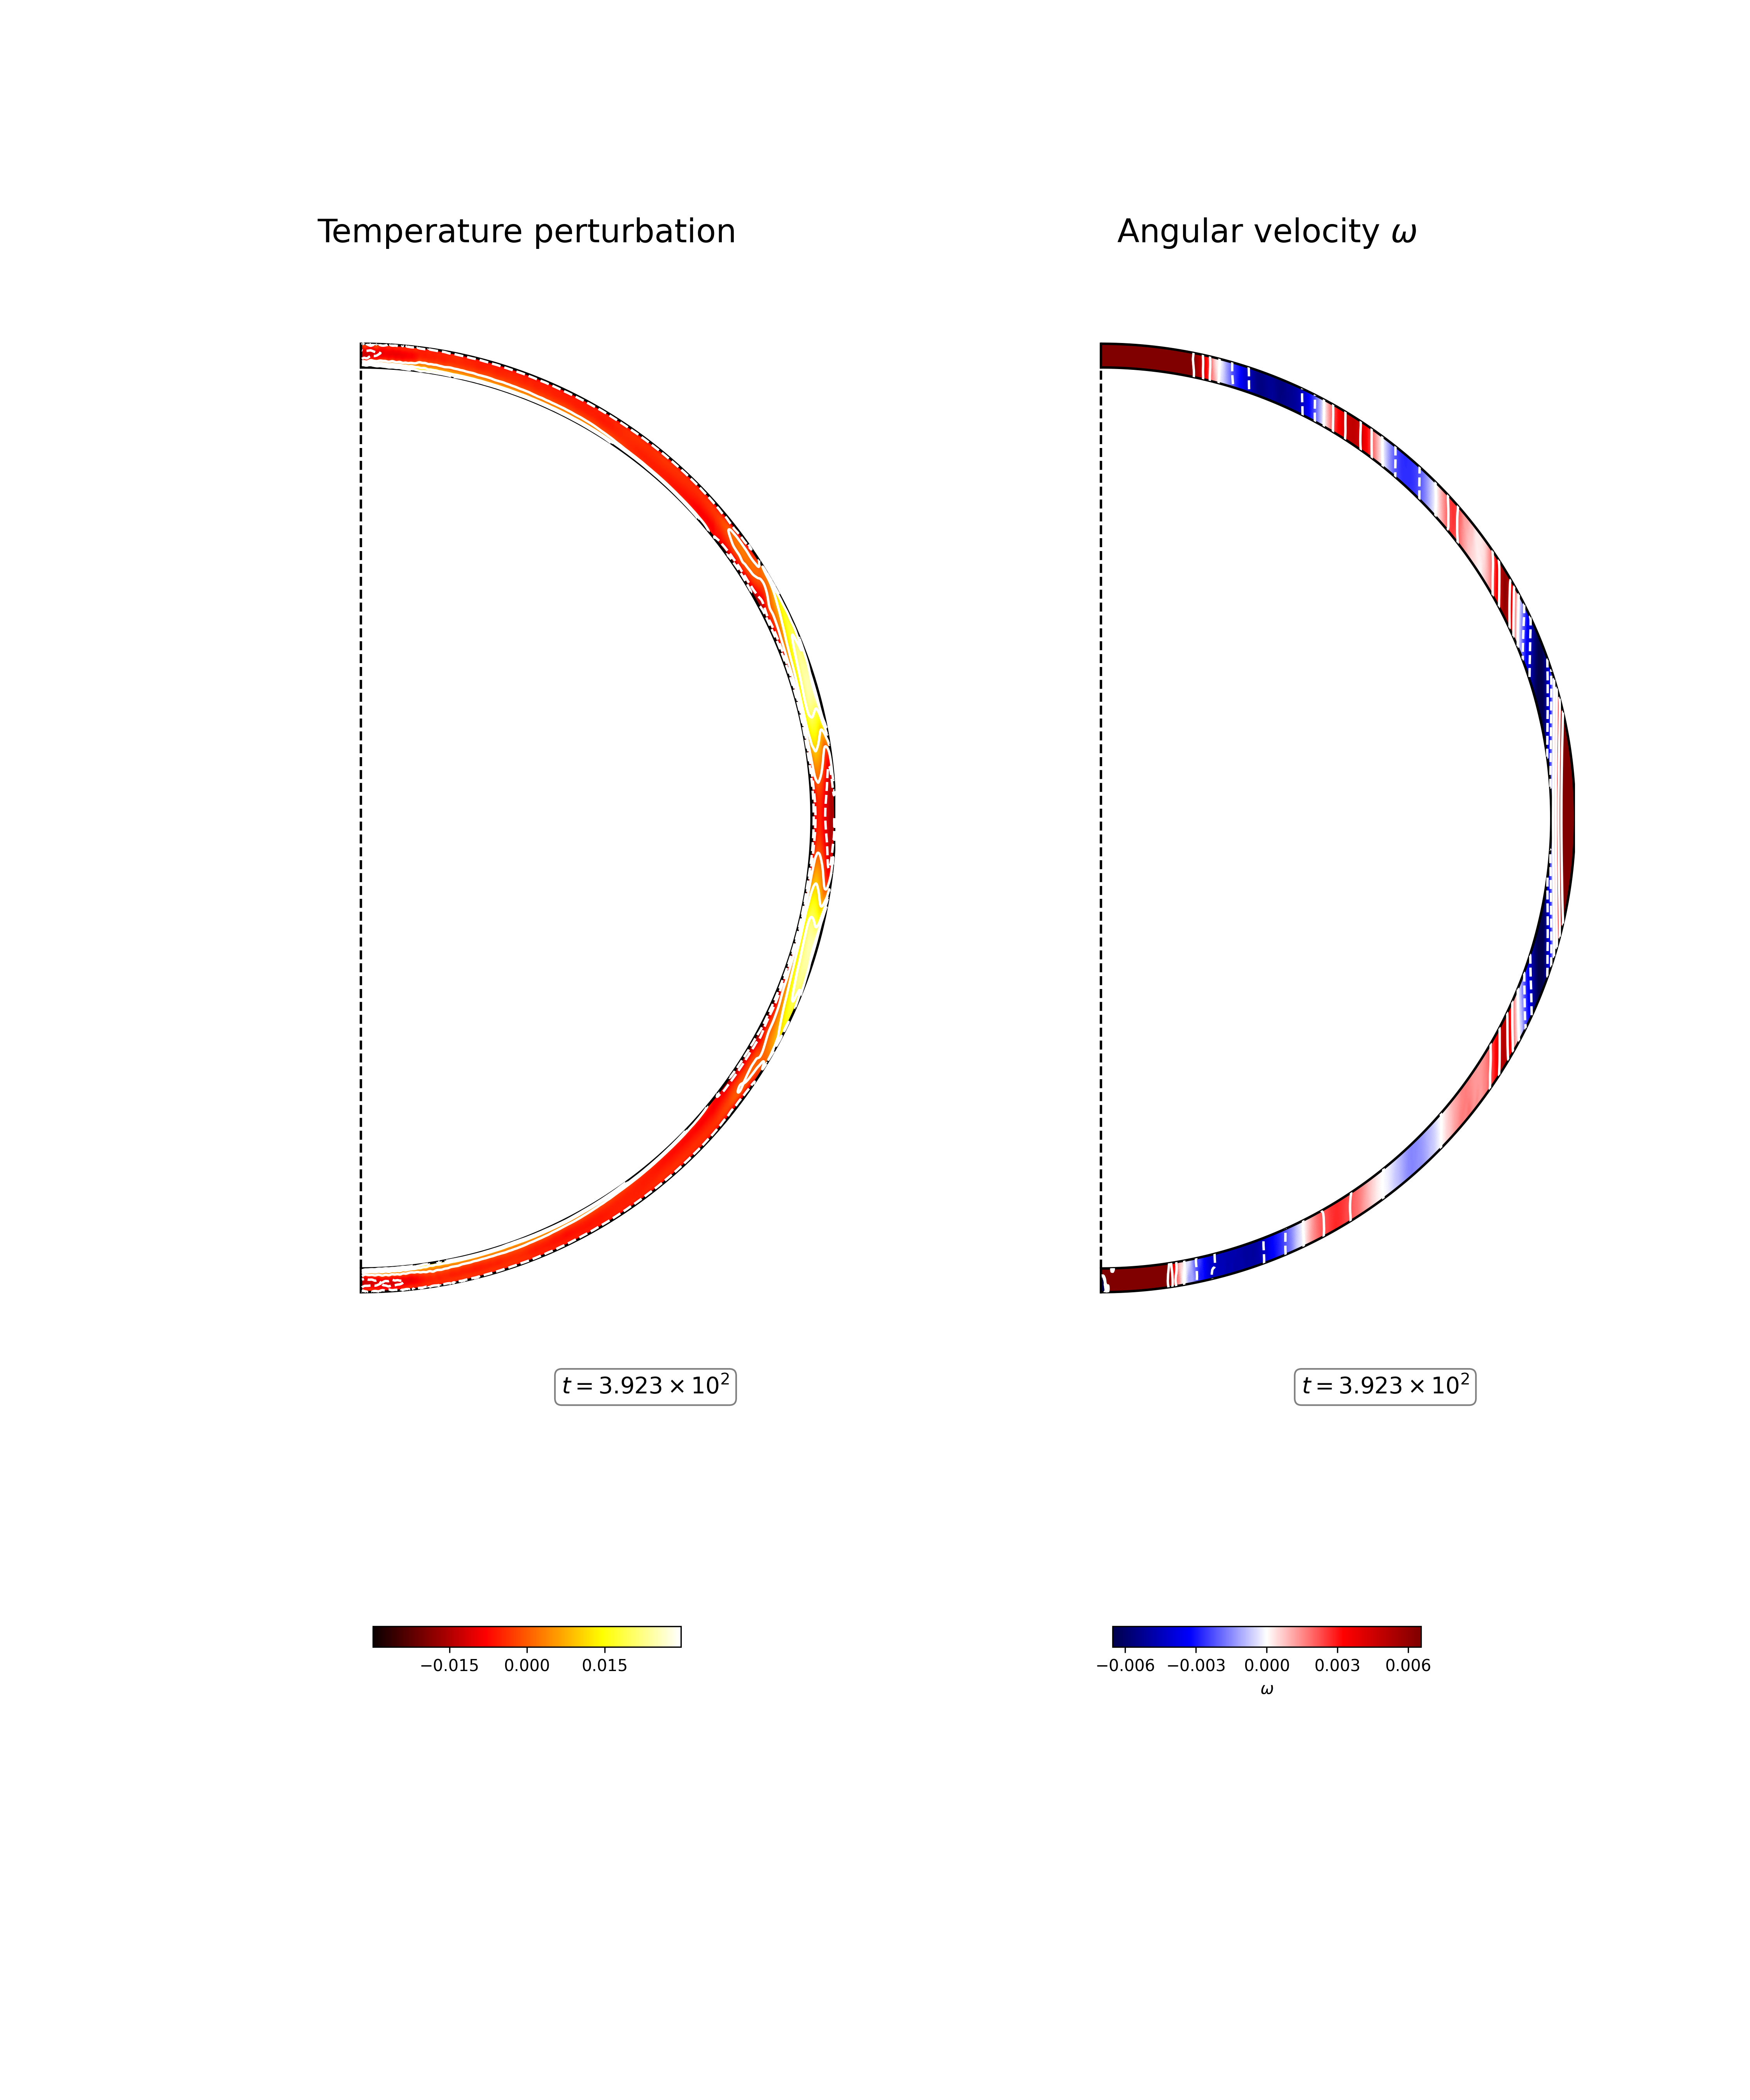 Temperature perturbation
Angular velocity ω
t = 3.923 × 10²
t = 3.923 × 10²
−0.015 0.000 0.015
−0.006 −0.003 0.000 0.003 0.006
ω